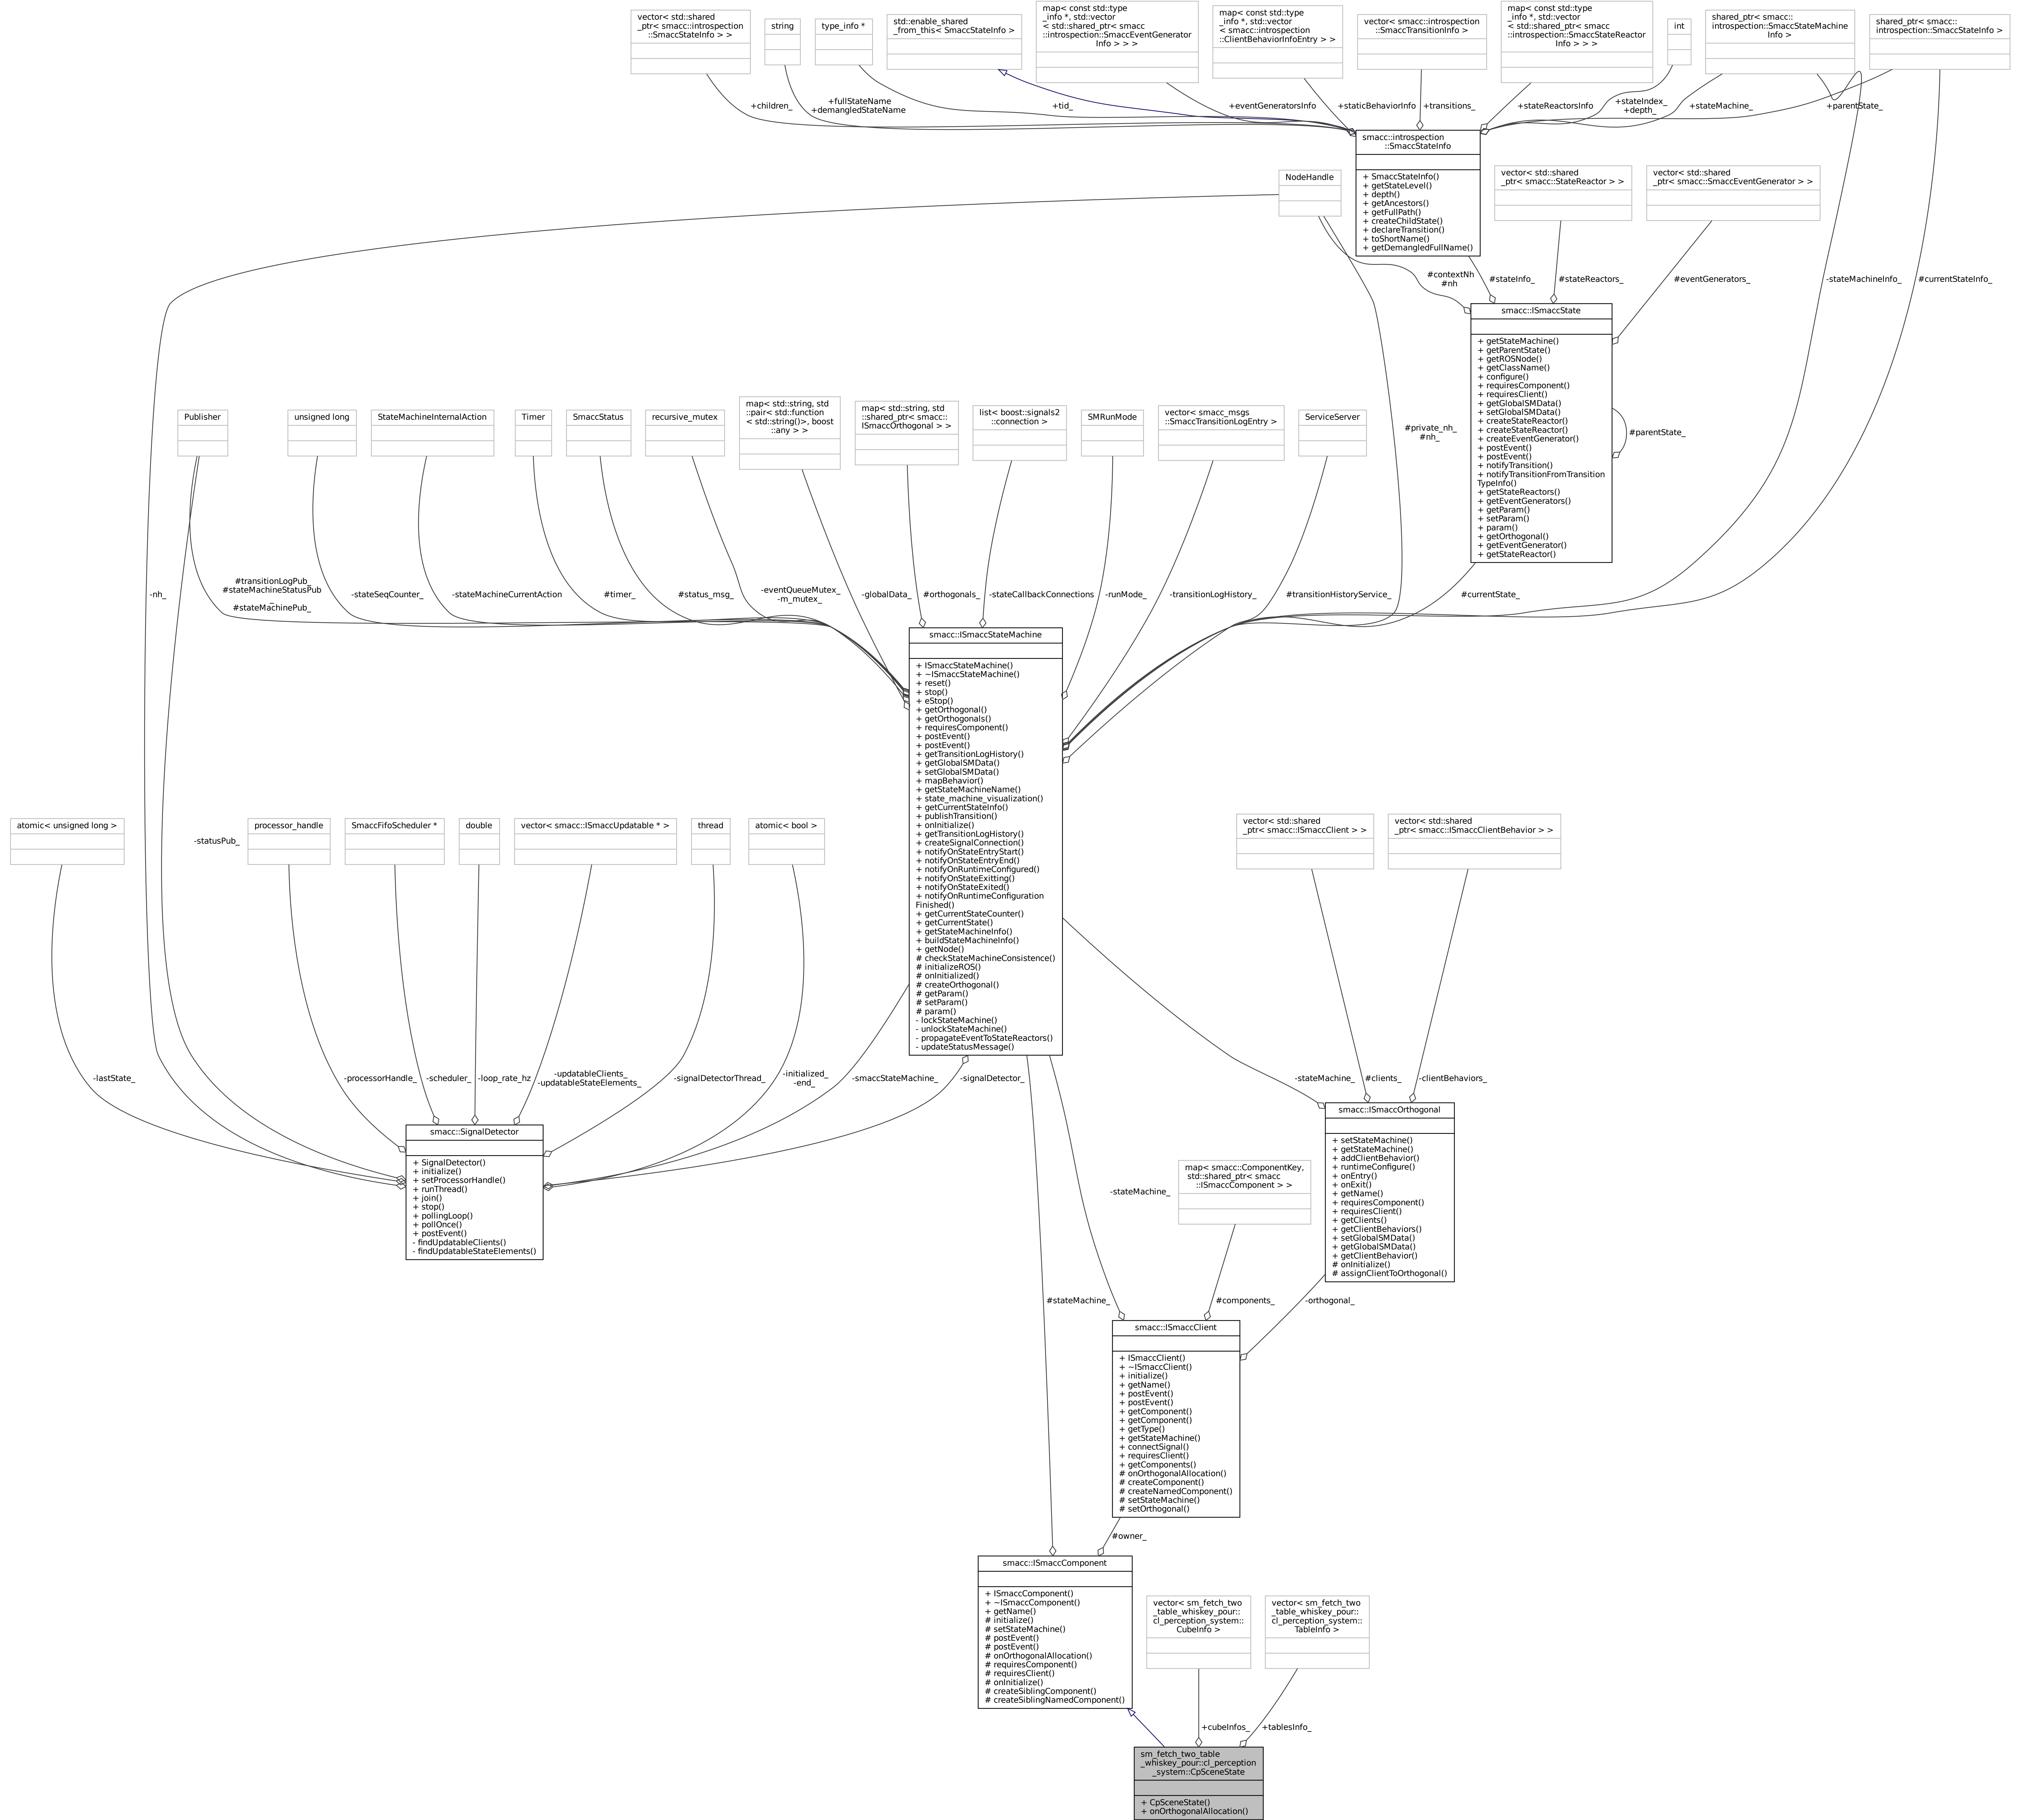 vector< std::shared
_ptr< smacc::introspection
::SmaccStateInfo > >
string
type_info *
std::enable_shared
_from_this< SmaccStateInfo >
map< const std::type
_info *, std::vector
< std::shared_ptr< smacc
::introspection::SmaccEventGenerator
Info > > >
map< const std::type
_info *, std::vector
< smacc::introspection
::ClientBehaviorInfoEntry > >
vector< smacc::introspection
::SmaccTransitionInfo >
map< const std::type
_info *, std::vector
< std::shared_ptr< smacc
::introspection::SmaccStateReactor
Info > > >
int
shared_ptr< smacc::
introspection::SmaccStateMachine
Info >
shared_ptr< smacc::
introspection::SmaccStateInfo >
+children_
+fullStateName
+demangledStateName
+tid_
+eventGeneratorsInfo
+staticBehaviorInfo
+transitions_
+stateReactorsInfo
+stateIndex_
+depth_
+stateMachine_
+parentState_
smacc::introspection
::SmaccStateInfo
+ SmaccStateInfo()
+ getStateLevel()
+ depth()
+ getAncestors()
+ getFullPath()
+ createChildState()
+ declareTransition()
+ toShortName()
+ getDemangledFullName()
NodeHandle
vector< std::shared
_ptr< smacc::StateReactor > >
vector< std::shared
_ptr< smacc::SmaccEventGenerator > >
#contextNh
#nh
#stateInfo_
#stateReactors_
#eventGenerators_
-stateMachineInfo_
#currentStateInfo_
smacc::ISmaccState
+ getStateMachine()
+ getParentState()
+ getROSNode()
+ getClassName()
+ configure()
+ requiresComponent()
+ requiresClient()
+ getGlobalSMData()
+ setGlobalSMData()
+ createStateReactor()
+ createStateReactor()
+ createEventGenerator()
+ postEvent()
+ postEvent()
+ notifyTransition()
+ notifyTransitionFromTransition
TypeInfo()
+ getStateReactors()
+ getEventGenerators()
+ getParam()
+ setParam()
+ param()
+ getOrthogonal()
+ getEventGenerator()
+ getStateReactor()
#parentState_
Publisher
unsigned long
StateMachineInternalAction
Timer
SmaccStatus
recursive_mutex
map< std::string, std
::pair< std::function
< std::string()>, boost
::any > >
map< std::string, std
::shared_ptr< smacc::
ISmaccOrthogonal > >
list< boost::signals2
::connection >
SMRunMode
vector< smacc_msgs
::SmaccTransitionLogEntry >
ServiceServer
#private_nh_
#nh_
-nh_
#transitionLogPub_
#stateMachineStatusPub
_
#stateMachinePub_
-stateSeqCounter_
-stateMachineCurrentAction
#timer_
#status_msg_
-eventQueueMutex_
-m_mutex_
-globalData_
#orthogonals_
-stateCallbackConnections
-runMode_
-transitionLogHistory_
#transitionHistoryService_
#currentState_
smacc::ISmaccStateMachine
+ ISmaccStateMachine()
+ ~ISmaccStateMachine()
+ reset()
+ stop()
+ eStop()
+ getOrthogonal()
+ getOrthogonals()
+ requiresComponent()
+ postEvent()
+ postEvent()
+ getTransitionLogHistory()
+ getGlobalSMData()
+ setGlobalSMData()
+ mapBehavior()
+ getStateMachineName()
+ state_machine_visualization()
+ getCurrentStateInfo()
+ publishTransition()
+ onInitialize()
+ getTransitionLogHistory()
+ createSignalConnection()
+ notifyOnStateEntryStart()
+ notifyOnStateEntryEnd()
+ notifyOnRuntimeConfigured()
+ notifyOnStateExitting()
+ notifyOnStateExited()
+ notifyOnRuntimeConfiguration
Finished()
+ getCurrentStateCounter()
+ getCurrentState()
+ getStateMachineInfo()
+ buildStateMachineInfo()
+ getNode()
# checkStateMachineConsistence()
# initializeROS()
# onInitialized()
# createOrthogonal()
# getParam()
# setParam()
# param()
- lockStateMachine()
- unlockStateMachine()
- propagateEventToStateReactors()
- updateStatusMessage()
atomic< unsigned long >
-statusPub_
processor_handle
SmaccFifoScheduler *
double
vector< smacc::ISmaccUpdatable * >
thread
atomic< bool >
vector< std::shared
_ptr< smacc::ISmaccClient > >
vector< std::shared
_ptr< smacc::ISmaccClientBehavior > >
-lastState_
-processorHandle_
-scheduler_
-loop_rate_hz
-updatableClients_
-updatableStateElements_
-signalDetectorThread_
-initialized_
-end_
-smaccStateMachine_
-signalDetector_
-stateMachine_
#clients_
-clientBehaviors_
smacc::SignalDetector
+ SignalDetector()
+ initialize()
+ setProcessorHandle()
+ runThread()
+ join()
+ stop()
+ pollingLoop()
+ pollOnce()
+ postEvent()
- findUpdatableClients()
- findUpdatableStateElements()
smacc::ISmaccOrthogonal
+ setStateMachine()
+ getStateMachine()
+ addClientBehavior()
+ runtimeConfigure()
+ onEntry()
+ onExit()
+ getName()
+ requiresComponent()
+ requiresClient()
+ getClients()
+ getClientBehaviors()
+ setGlobalSMData()
+ getGlobalSMData()
+ getClientBehavior()
# onInitialize()
# assignClientToOrthogonal()
-stateMachine_
map< smacc::ComponentKey,
std::shared_ptr< smacc
::ISmaccComponent > >
#stateMachine_
#components_
-orthogonal_
smacc::ISmaccClient
+ ISmaccClient()
+ ~ISmaccClient()
+ initialize()
+ getName()
+ postEvent()
+ postEvent()
+ getComponent()
+ getComponent()
+ getType()
+ getStateMachine()
+ connectSignal()
+ requiresClient()
+ getComponents()
# onOrthogonalAllocation()
# createComponent()
# createNamedComponent()
# setStateMachine()
# setOrthogonal()
#owner_
smacc::ISmaccComponent
+ ISmaccComponent()
+ ~ISmaccComponent()
+ getName()
# initialize()
# setStateMachine()
# postEvent()
# postEvent()
# onOrthogonalAllocation()
# requiresComponent()
# requiresClient()
# onInitialize()
# createSiblingComponent()
# createSiblingNamedComponent()
vector< sm_fetch_two
_table_whiskey_pour::
cl_perception_system::
CubeInfo >
vector< sm_fetch_two
_table_whiskey_pour::
cl_perception_system::
TableInfo >
+cubeInfos_
+tablesInfo_
sm_fetch_two_table
_whiskey_pour::cl_perception
_system::CpSceneState
+ CpSceneState()
+ onOrthogonalAllocation()